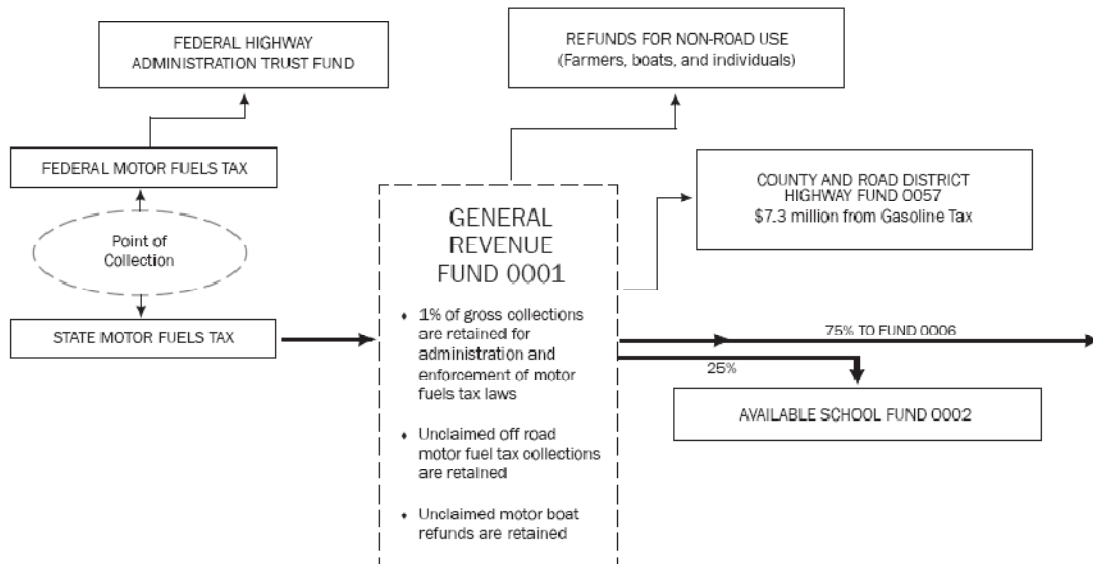 FEDERAL HIGHWAY
ADMINISTRATION TRUST FUND
REFUNDS FOR NON-ROAD USE
(Farmers, boats, and individuals)
FEDERAL MOTOR FUELS TAX
Point of
Collection
STATE MOTOR FUELS TAX
GENERAL
REVENUE
FUND 0001
♦ 1% of gross collections
are retained for
administration and
enforcement of motor
fuels tax laws
♦ Unclaimed off road
motor fuel tax collections
are retained
♦ Unclaimed motor boat
refunds are retained
COUNTY AND ROAD DISTRICT
HIGHWAY FUND 0057
$7.3 million from Gasoline Tax
75% TO FUND 0006
25%
AVAILABLE SCHOOL FUND 0002